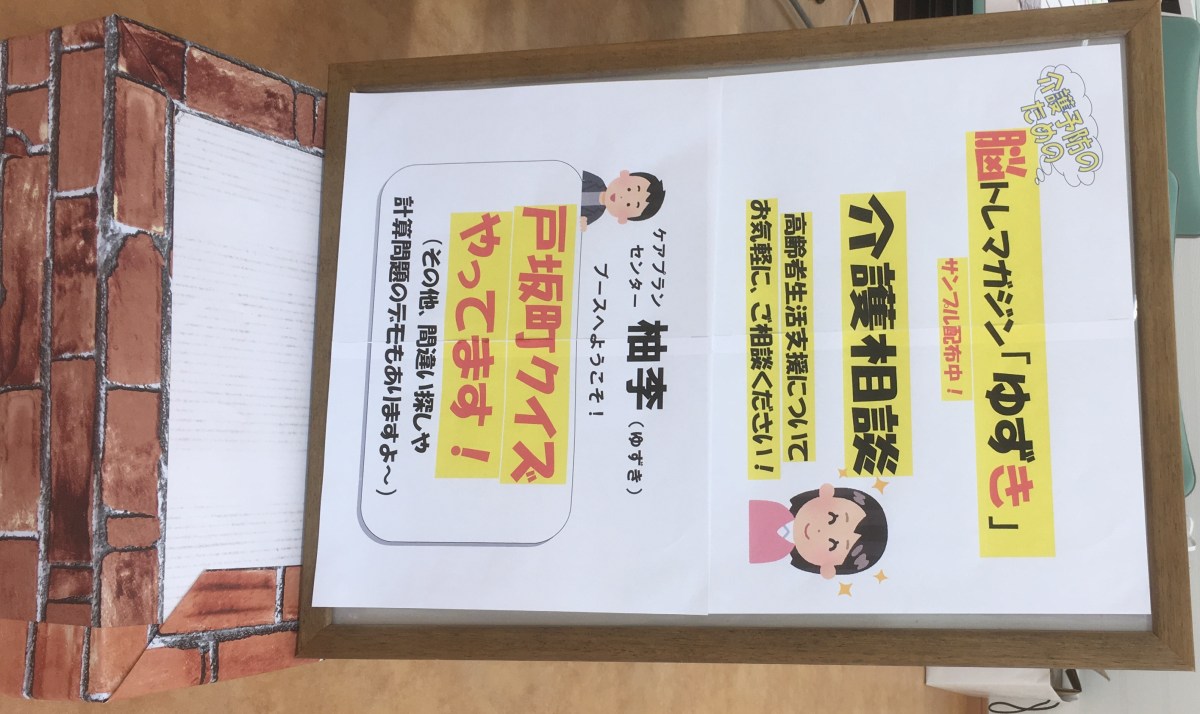 介護予防の
ための
脳トレマガジン「ゆずき」
サンプル配布中！
介護相談
高齢者生活支援について
お気軽に、ご相談ください！
ケアプラン
センター 柚李（ゆずき）
ブースへようこそ！
戸坂町クイズ
やってます！
（その他、間違い探しや
計算問題のデモもありますよ～）